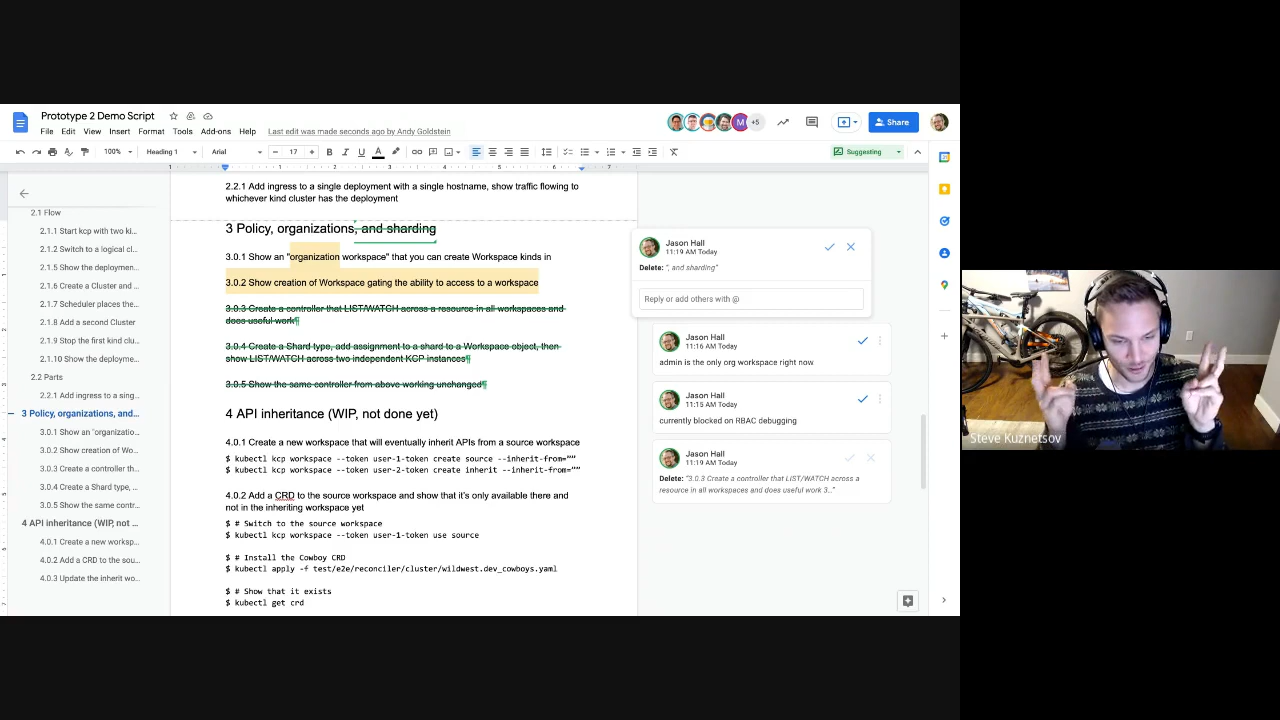 Prototype 2 Demo Script
File Edit View Insert Format Tools Add-ons Help Last edit was made seconds ago by Andy Goldstein
M +5 Share
100% Heading 1 Arial 17 Suggesting
1 1 2 3 4 5 6 7
2.1 Flow
2.1.1 Start kcp with two ki...
2.1.2 Switch to a logical cl...
2.1.5 Show the deploymen...
2.1.6 Create a Cluster and ...
2.1.7 Scheduler places the...
2.1.8 Add a second Cluster
2.1.9 Stop the first kind clu...
2.1.10 Show the deployme...
2.2 Parts
2.2.1 Add ingress to a sing...
3 Policy, organizations, and...
3.0.1 Show an "organizatio...
3.0.2 Show creation of Wo...
3.0.3 Create a controller th...
3.0.4 Create a Shard type, ...
3.0.5 Show the same contr...
4 API inheritance (WIP, not ...
4.0.1 Create a new worksp...
4.0.2 Add a CRD to the sou...
4.0.3 Update the inherit wo...
2.2.1 Add ingress to a single deployment with a single hostname, show traffic flowing to
whichever kind cluster has the deployment
3 Policy, organizations, and sharding
3.0.1 Show an "organization workspace" that you can create Workspace kinds in
3.0.2 Show creation of Workspace gating the ability to access to a workspace
3.0.3 Create a controller that LIST/WATCH across a resource in all workspaces and
does useful work¶
3.0.4 Create a Shard type, add assignment to a shard to a Workspace object, then
show LIST/WATCH across two independent KCP instances¶
3.0.5 Show the same controller from above working unchanged¶
4 API inheritance (WIP, not done yet)
4.0.1 Create a new workspace that will eventually inherit APIs from a source workspace
$ kubectl kcp workspace --token user-1-token create source --inherit-from=””
$ kubectl kcp workspace --token user-2-token create inherit --inherit-from=””
4.0.2 Add a CRD to the source workspace and show that it's only available there and
not in the inheriting workspace yet
$ # Switch to the source workspace
$ kubectl kcp workspace --token user-1-token use source
$ # Install the Cowboy CRD
$ kubectl apply -f test/e2e/reconciler/cluster/wildwest.dev_cowboys.yaml
$ # Show that it exists
$ kubectl get crd
Jason Hall
11:19 AM Today
Delete: ", and sharding"
Reply or add others with @
Jason Hall
11:16 AM Today
admin is the only org workspace right now
Jason Hall
11:15 AM Today
currently blocked on RBAC debugging
Jason Hall
11:19 AM Today
Delete: "3.0.3 Create a controller that LIST/WATCH across a
resource in all workspaces and does useful work 3..."
Steve Kuznetsov